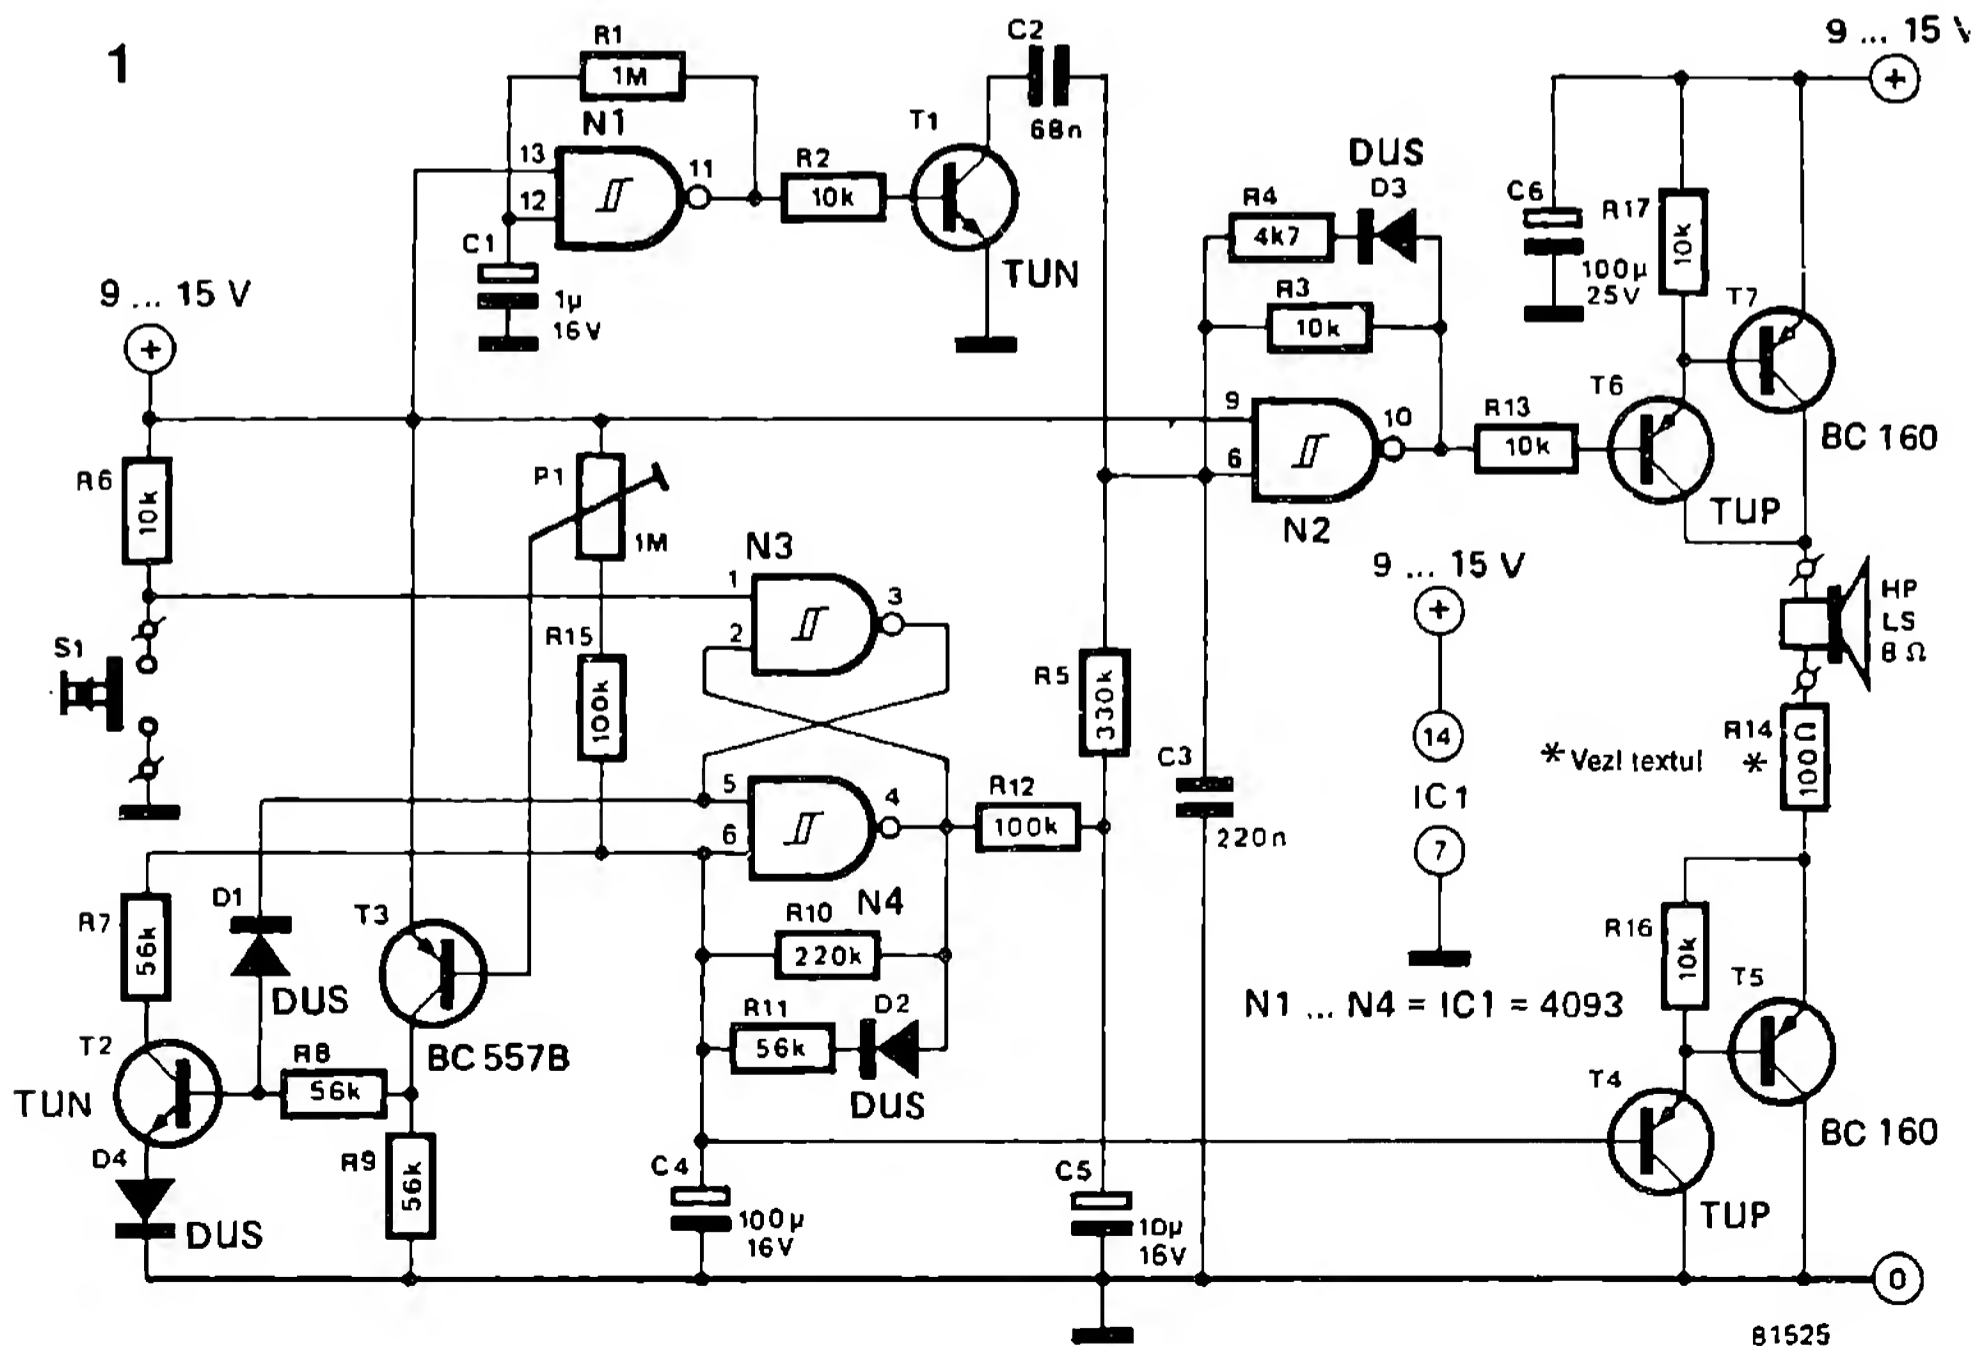 1
R1
1M
N1
13
12
11
C1
1µ
16V
R2
10k
T1
TUN
C2
68n
9 ... 15 V
+
DUS
D3
R4
4k7
R3
10k
C6
100µ
25V
R17
10k
T7
BC 160
T6
TUP
9 ... 15 V
+
R6
10k
S1
P1
1M
N3
1
2
3
R15
100k
9
6
10
N2
R13
10k
9 ... 15 V
+
14
IC1
7
HP
LS
8Ω
R14
*
100Ω
* Vezi textul
R5
330k
C3
220n
5
6
4
N4
R12
100k
R10
220k
R11
56k
D2
DUS
R7
56k
D1
DUS
T3
BC 557B
T2
TUN
R8
56k
R9
56k
D4
DUS
C4
100µ
16V
C5
10µ
16V
N1 ... N4 = IC1 = 4093
R16
10k
T5
BC 160
T4
TUP
0
81525